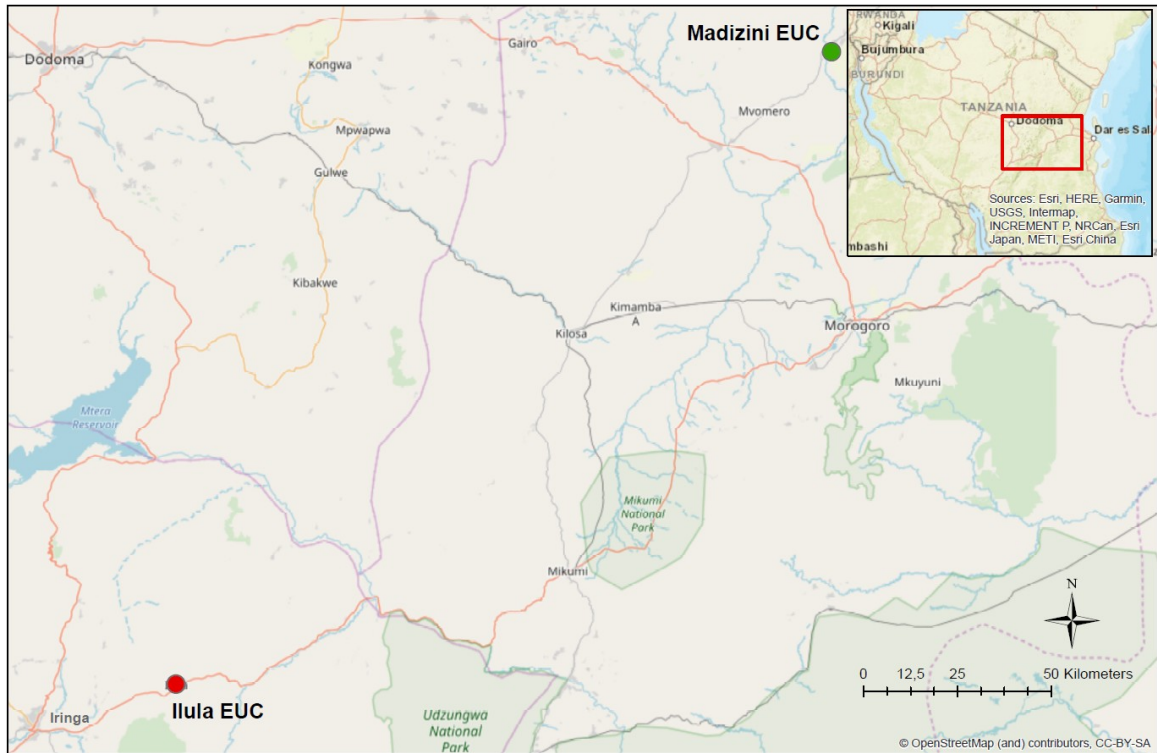 Madizini EUC
Dodoma
Kongwa
Gairo
Mvomero
Mpwapwa
Gulwe
Kibakwe
Kilosa
Kimamba
A
Morogoro
Mkuyuni
Mtera
Reservoir
Mikumi
National
Park
Mikumi
Ilula EUC
Iringa
Udzungwa
National
Park
RWANDA
Kigali
Bujumbura
BURUNDI
TANZANIA
Dodoma
Dar es Sala
mbashi
Sources: Esri, HERE, Garmin,
USGS, Intermap,
INCREMENT P, NRCan, Esri
Japan, METI, Esri China
N
0 12,5 25 50 Kilometers
© OpenStreetMap (and) contributors, CC-BY-SA